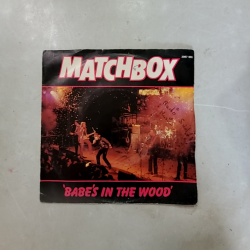 MATCHBOX
'BABE'S IN THE WOOD'